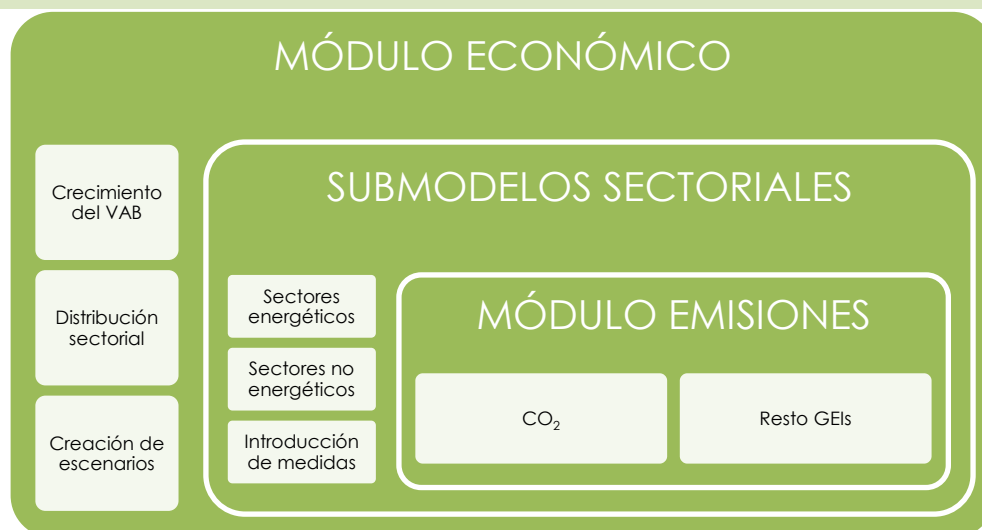 MÓDULO ECONÓMICO
Crecimiento
del VAB
Distribución
sectorial
Creación de
escenarios
SUBMODELOS SECTORIALES
Sectores
energéticos
Sectores no
energéticos
Introducción
de medidas
MÓDULO EMISIONES
CO₂
Resto GEIs